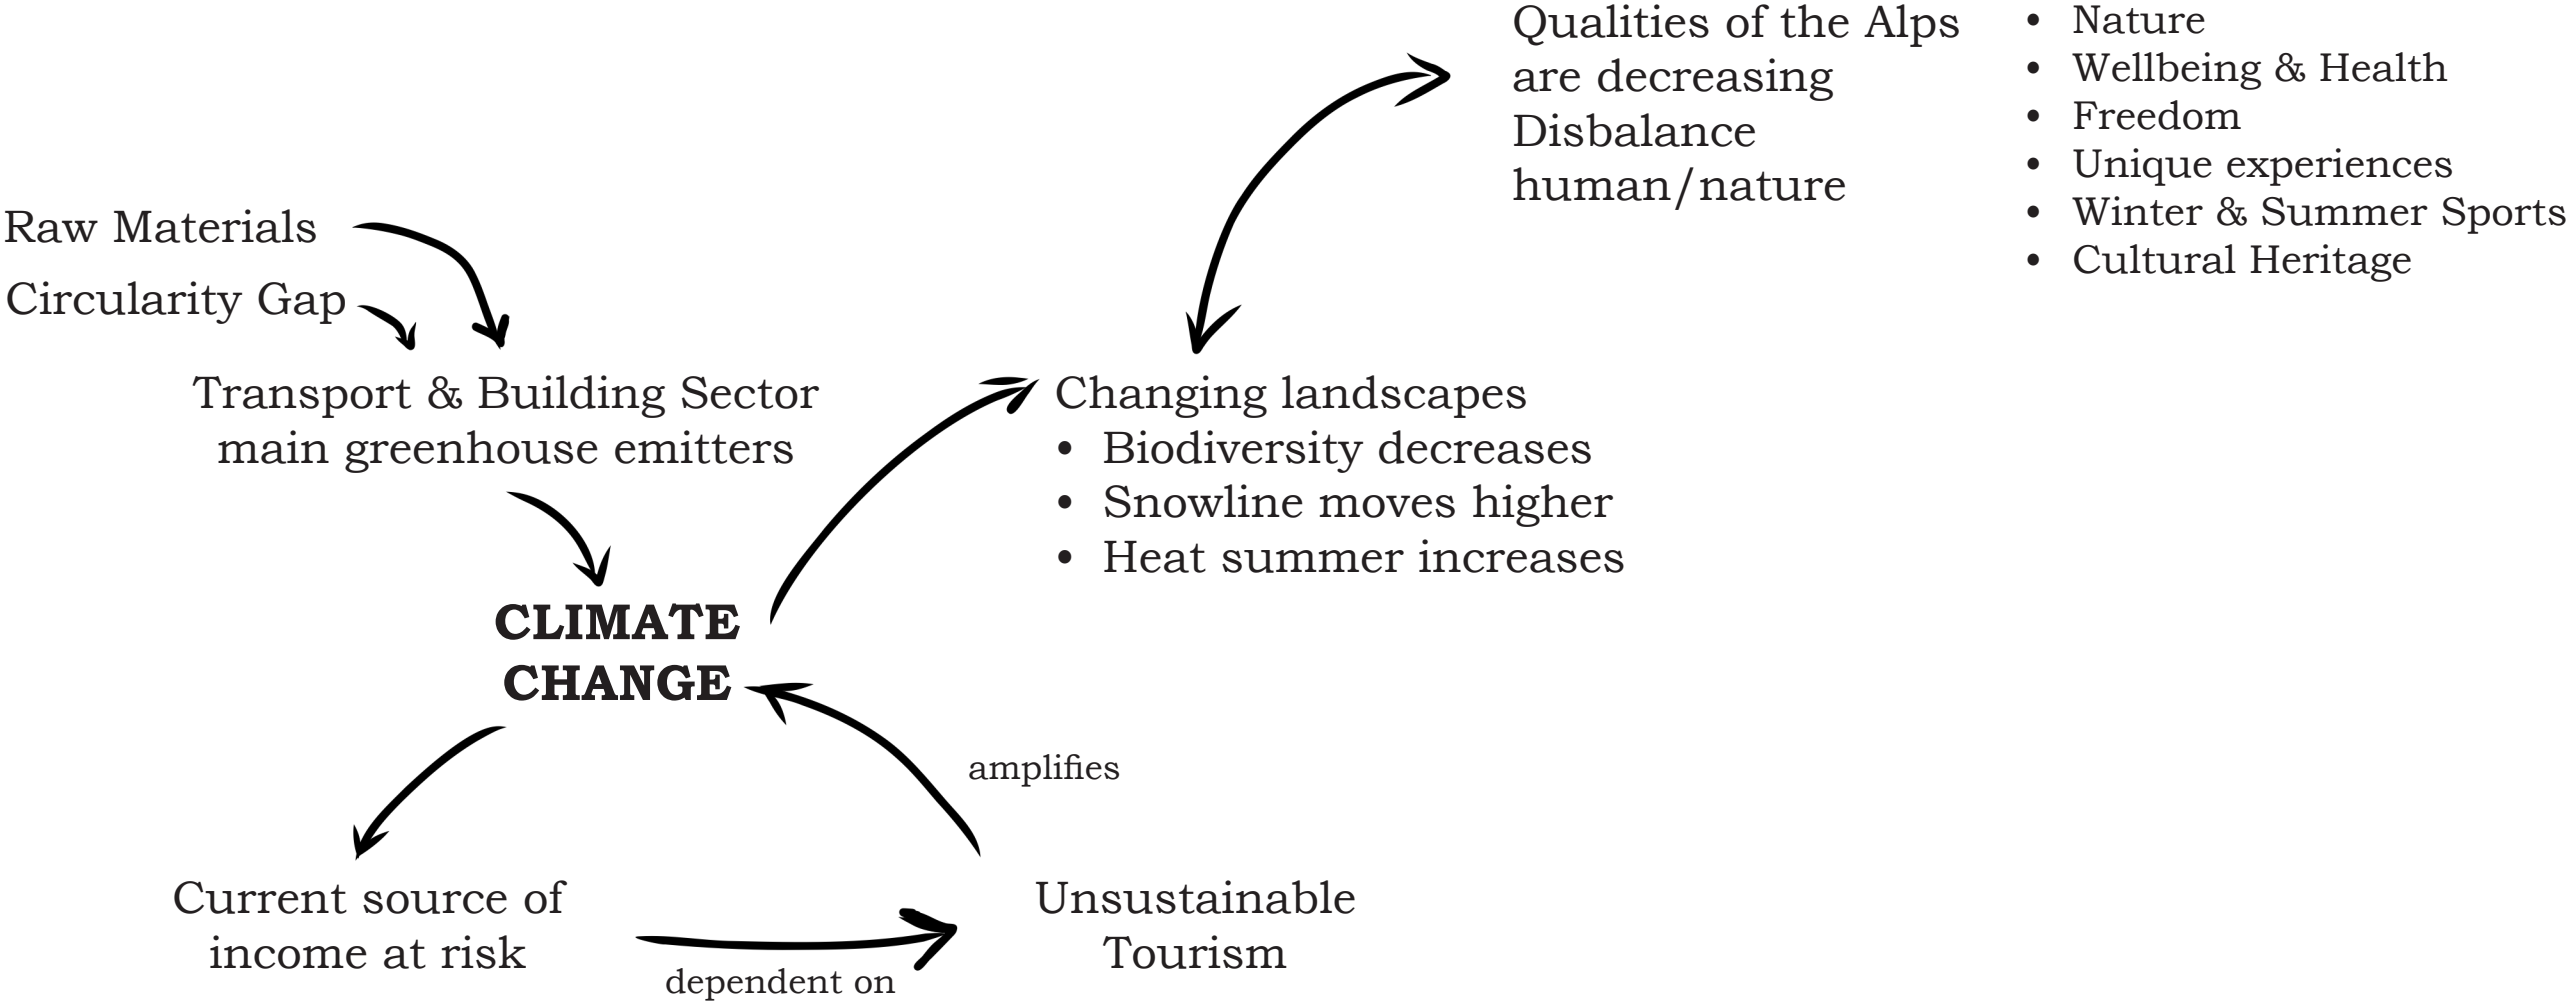 Qualities of the Alps
are decreasing
Disbalance
human/nature
• Nature
• Wellbeing & Health
• Freedom
• Unique experiences
• Winter & Summer Sports
• Cultural Heritage
Raw Materials
Circularity Gap
Transport & Building Sector
main greenhouse emitters
Changing landscapes
• Biodiversity decreases
• Snowline moves higher
• Heat summer increases
CLIMATE
CHANGE
amplifies
Current source of
income at risk
dependent on
Unsustainable
Tourism